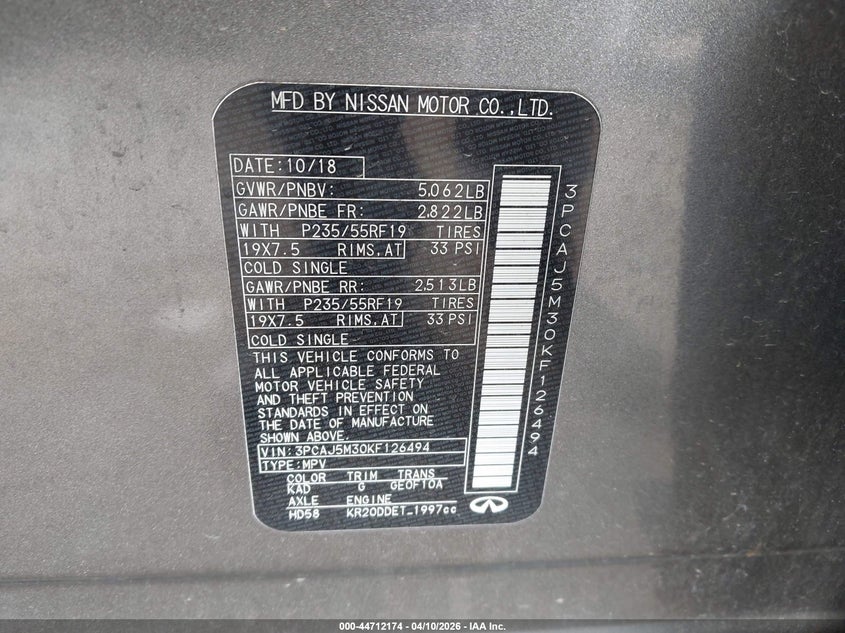 MFD BY NISSAN MOTOR CO.,LTD.
DATE:10/18
GVWR/PNBV: 5,062LB
GAWR/PNBE FR: 2,822LB
WITH P235/55RF19 TIRES
19X7.5 RIMS,AT 33 PSI
COLD SINGLE
GAWR/PNBE RR: 2,513LB
WITH P235/55RF19 TIRES
19X7.5 RIMS,AT 33 PSI
COLD SINGLE
THIS VEHICLE CONFORMS TO
ALL APPLICABLE FEDERAL
MOTOR VEHICLE SAFETY
AND THEFT PREVENTION
STANDARDS IN EFFECT ON
THE DATE OF MANUFACTURE
SHOWN ABOVE.
VIN:3PCAJ5M30KF126494
TYPE:MPV
COLOR TRIM TRANS
KAD G GE0F10A
AXLE ENGINE
HD58 KR20DDET_1997cc
3PCAJ5M30KF126494
000-44712174 - 04/10/2026 - IAA Inc.